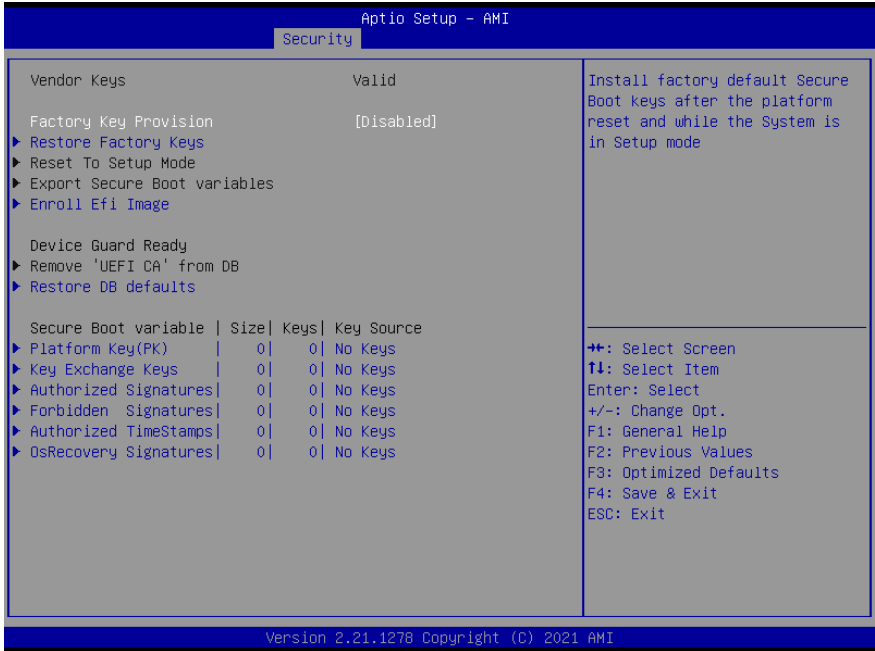 Aptio Setup – AMI
Security
Vendor Keys Valid
Factory Key Provision [Disabled]
Restore Factory Keys
Reset To Setup Mode
Export Secure Boot variables
Enroll Efi Image
Device Guard Ready
Remove 'UEFI CA' from DB
Restore DB defaults
Secure Boot variable | Size| Keys| Key Source
Platform Key(PK) | 0| 0| No Keys
Key Exchange Keys | 0| 0| No Keys
Authorized Signatures| 0| 0| No Keys
Forbidden Signatures| 0| 0| No Keys
Authorized TimeStamps| 0| 0| No Keys
OsRecovery Signatures| 0| 0| No Keys
Install factory default Secure
Boot keys after the platform
reset and while the System is
in Setup mode
→←: Select Screen
↑↓: Select Item
Enter: Select
+/-: Change Opt.
F1: General Help
F2: Previous Values
F3: Optimized Defaults
F4: Save & Exit
ESC: Exit
Version 2.21.1278 Copyright (C) 2021 AMI